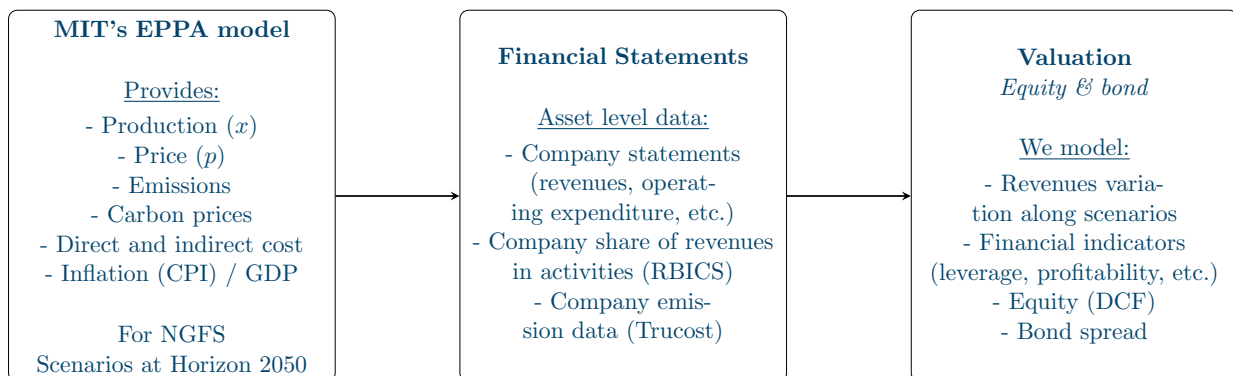 MIT's EPPA model
Provides:
- Production (x)
- Price (p)
- Emissions
- Carbon prices
- Direct and indirect cost
- Inflation (CPI) / GDP
For NGFS
Scenarios at Horizon 2050
Financial Statements
Asset level data:
- Company statements
(revenues, operat-
ing expenditure, etc.)
- Company share of revenues
in activities (RBICS)
- Company emis-
sion data (Trucost)
Valuation
Equity & bond
We model:
- Revenues varia-
tion along scenarios
- Financial indicators
(leverage, profitability, etc.)
- Equity (DCF)
- Bond spread